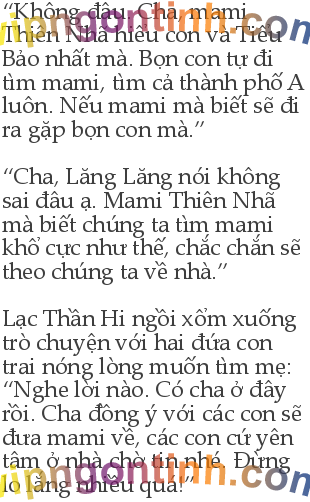 “Không đâu. Cha, mami
Thiên Nhã hiểu con và Tiểu
Bảo nhất mà. Bọn con tự đi
tìm mami, tìm cả thành phố A
luôn. Nếu mami mà biết sẽ đi
ra gặp bọn con mà.”
“Cha, Lăng Lăng nói không
sai đâu ạ. Mami Thiên Nhã
mà biết chúng ta tìm mami
khổ cực như thế, chắc chắn sẽ
theo chúng ta về nhà.”
Lạc Thần Hi ngồi xổm xuống
trò chuyện với hai đứa con
trai nóng lòng muốn tìm mẹ:
“Nghe lời nào. Có cha ở đây
rồi. Cha đồng ý với các con sẽ
đưa mami về, các con cứ yên
tâm ở nhà chờ tin nhé. Đừng
lo lắng nhiều quá!”
vipngontinh.com
vipngontinh.com